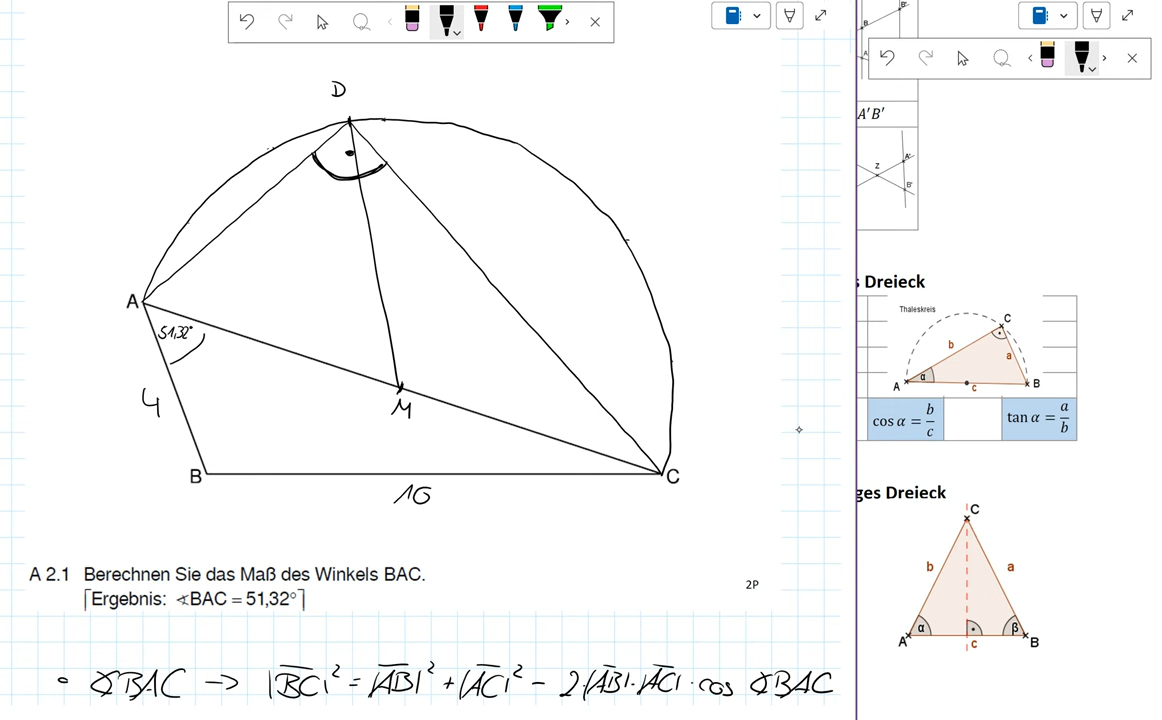 D
A
51,32°
4
M
B
C
10
A 2.1 Berechnen Sie das Maß des Winkels BAC.
[Ergebnis: ∢BAC = 51,32°]
2P
• ∢BAC → |BC|² = |AB|² + |AC|² − 2·|AB|·|AC|·cos ∢BAC
B'
B
A
A'B'
Z
A'
B'
s Dreieck
Thaleskreis
C
b
a
A
α
c
B
cos α = b/c
tan α = a/b
ges Dreieck
C
b
a
α
β
A
c
B